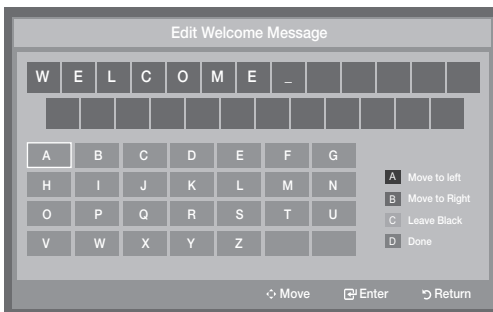 Edit Welcome Message
W E L C O M E _
A B C D E F G
H I J K L M N
O P Q R S T U
V W X Y Z
A Move to left
B Move to Right
C Leave Black
D Done
Move Enter Return